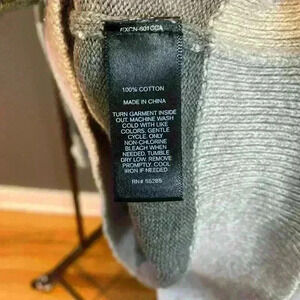 100% COTTON
MADE IN CHINA
TURN GARMENT INSIDE
OUT. MACHINE WASH
COLD WITH LIKE
COLORS, GENTLE
CYCLE. ONLY
NON-CHLORINE
BLEACH WHEN
NEEDED. TUMBLE
DRY LOW. REMOVE
PROMPTLY. COOL
IRON IF NEEDED.
RN#